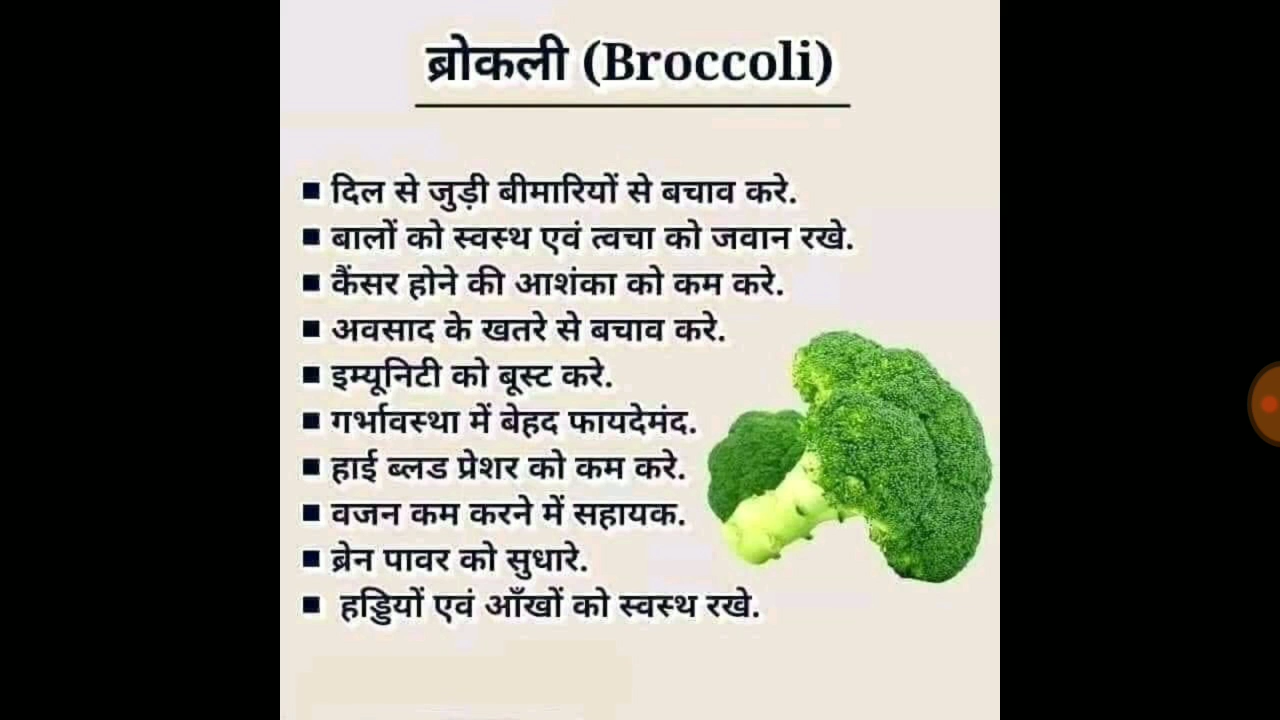 ब्रोकली (Broccoli)
■ दिल से जुड़ी बीमारियों से बचाव करे.
■ बालों को स्वस्थ एवं त्वचा को जवान रखे.
■ कैंसर होने की आशंका को कम करे.
■ अवसाद के खतरे से बचाव करे.
■ इम्यूनिटी को बूस्ट करे.
■ गर्भावस्था में बेहद फायदेमंद.
■ हाई ब्लड प्रेशर को कम करे.
■ वजन कम करने में सहायक.
■ ब्रेन पावर को सुधारे.
■ हड्डियों एवं आँखों को स्वस्थ रखे.